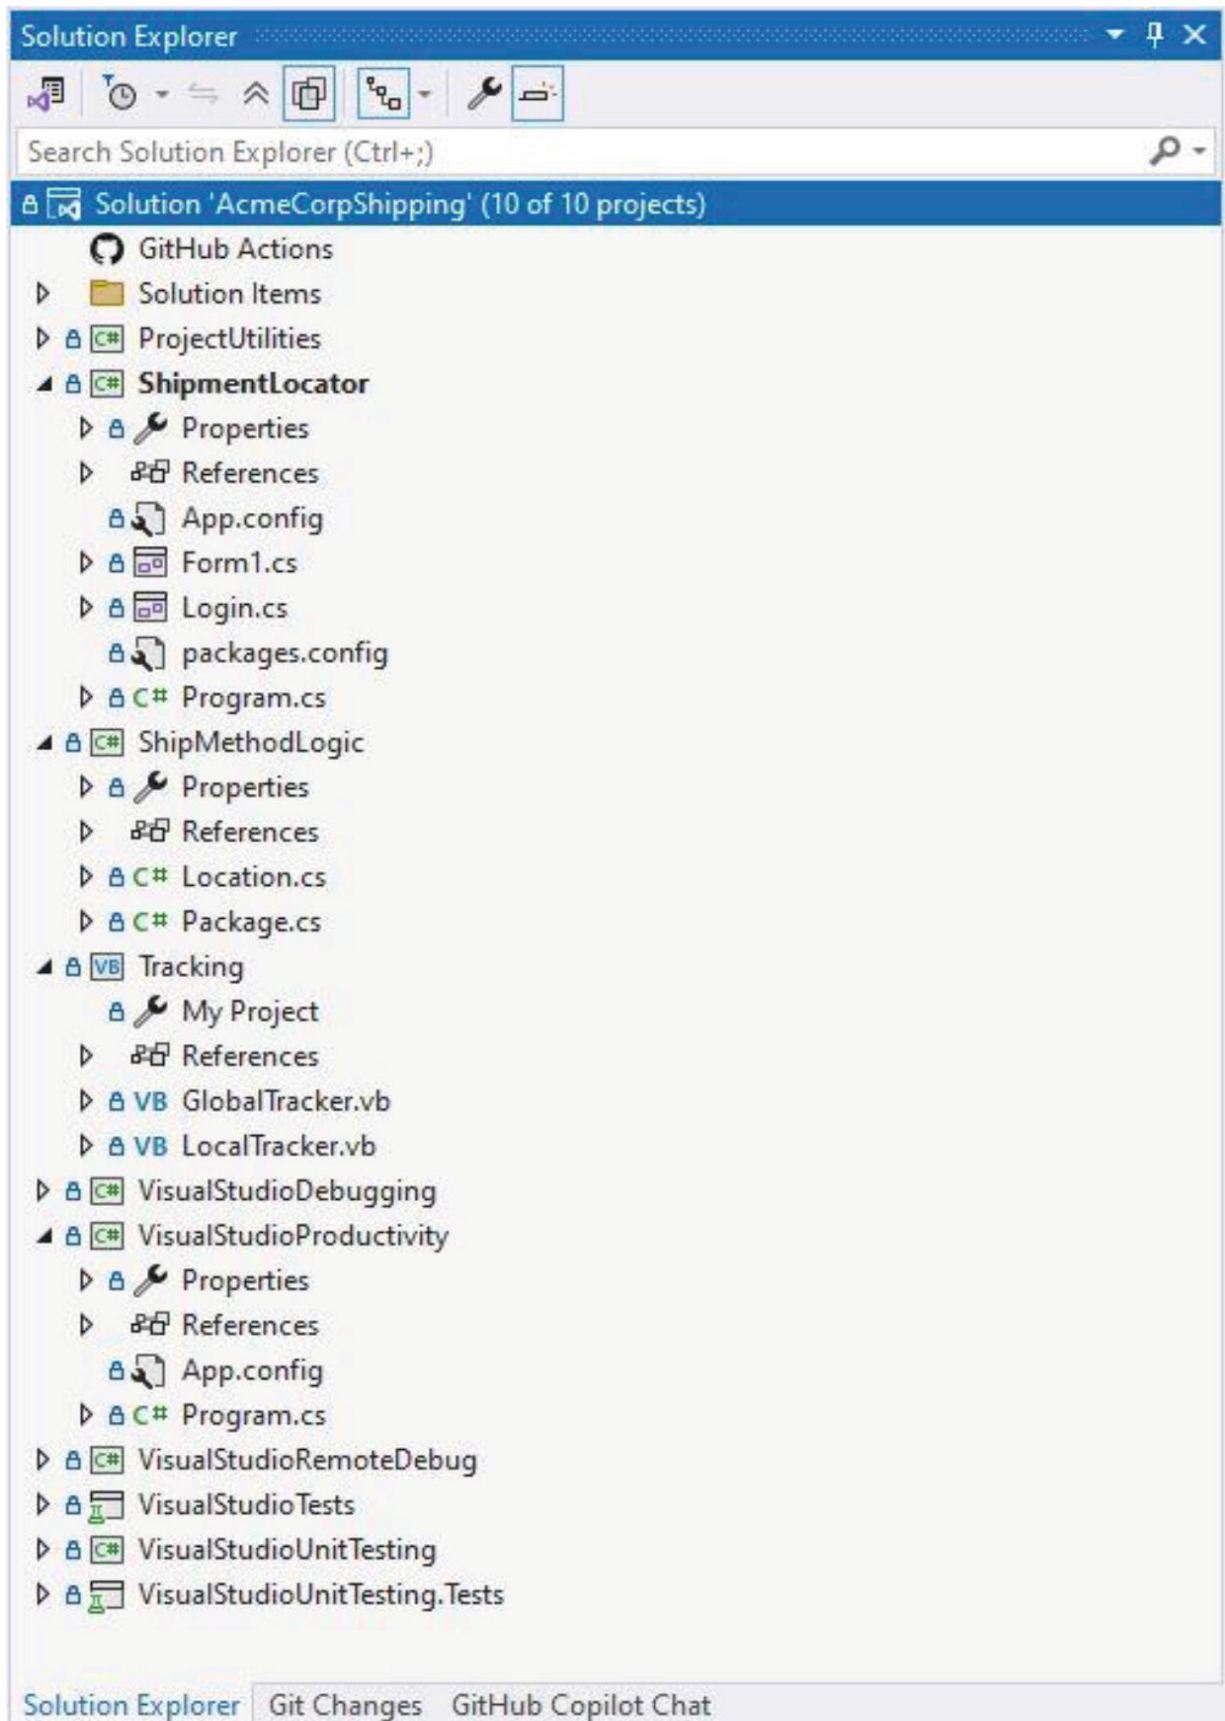 Solution Explorer
Search Solution Explorer (Ctrl+;)
Solution 'AcmeCorpShipping' (10 of 10 projects)
GitHub Actions
Solution Items
C# ProjectUtilities
C# ShipmentLocator
Properties
References
App.config
Form1.cs
Login.cs
packages.config
C# Program.cs
C# ShipMethodLogic
Properties
References
C# Location.cs
C# Package.cs
VB Tracking
My Project
References
VB GlobalTracker.vb
VB LocalTracker.vb
C# VisualStudioDebugging
C# VisualStudioProductivity
Properties
References
App.config
C# Program.cs
C# VisualStudioRemoteDebug
VisualStudioTests
C# VisualStudioUnitTesting
VisualStudioUnitTesting.Tests
Solution Explorer Git Changes GitHub Copilot Chat